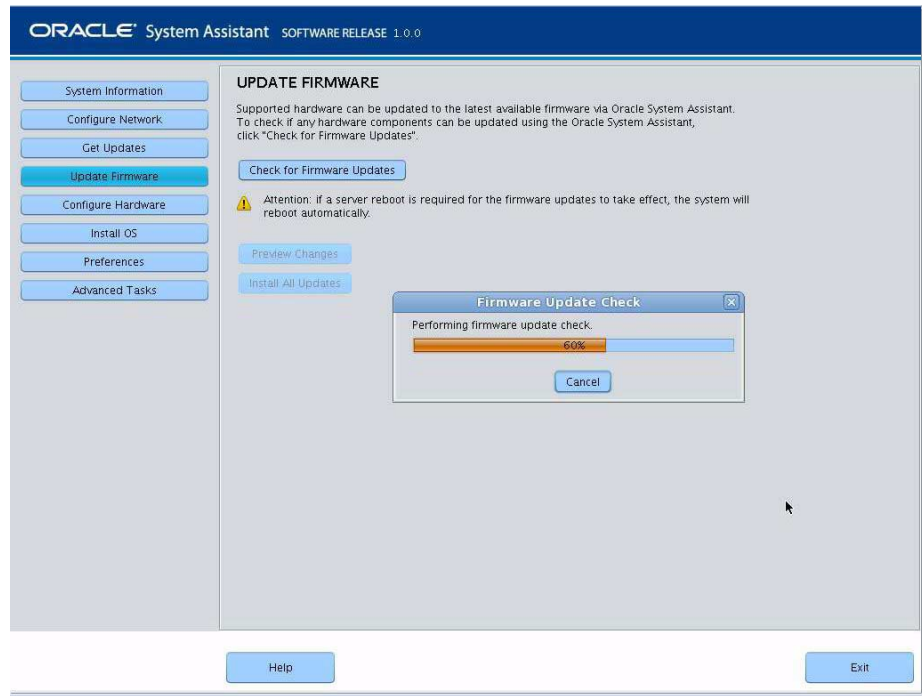 ORACLE System Assistant SOFTWARE RELEASE 1.0.0
System Information
Configure Network
Get Updates
Update Firmware
Configure Hardware
Install OS
Preferences
Advanced Tasks
UPDATE FIRMWARE
Supported hardware can be updated to the latest available firmware via Oracle System Assistant.
To check if any hardware components can be updated using the Oracle System Assistant,
click "Check for Firmware Updates".
Check for Firmware Updates
Attention: if a server reboot is required for the firmware updates to take effect, the system will
reboot automatically.
Preview Changes
Install All Updates
Firmware Update Check
Performing firmware update check.
60%
Cancel
Help
Exit